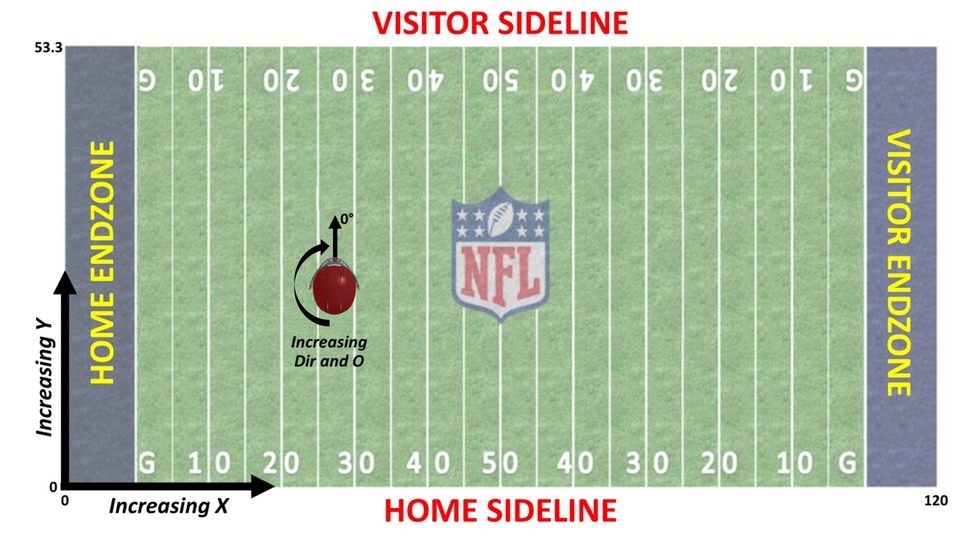 VISITOR SIDELINE
53.3
G 10 20 30 40 50 40 30 20 10 G
HOME ENDZONE
VISITOR ENDZONE
0°
NFL
Increasing
Dir and O
Increasing Y
G 10 20 30 40 50 40 30 20 10 G
0
0
120
Increasing X
HOME SIDELINE